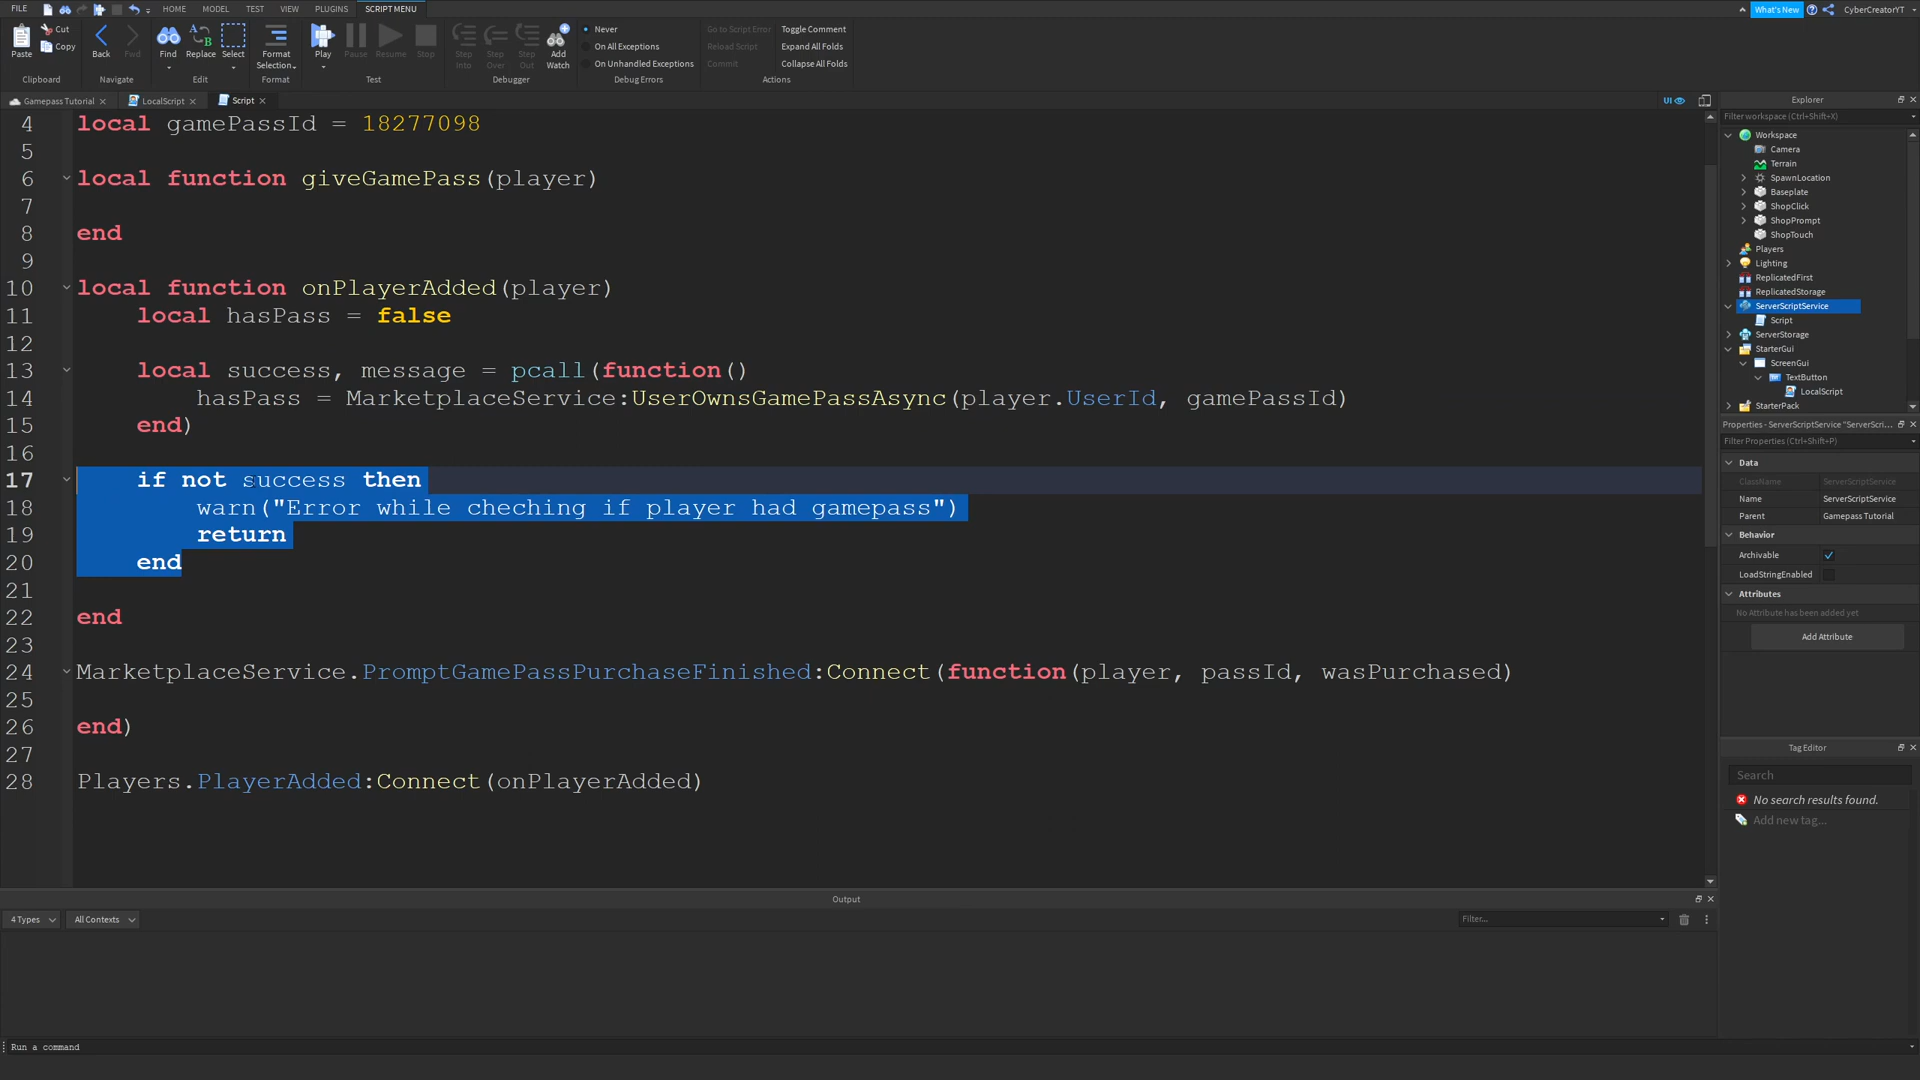 FILE HOME MODEL TEST VIEW PLUGINS SCRIPT MENU What's New CyberCreatorYT
Paste Cut Copy Back Fwd Find Replace Select Format Selection... Play Pause Resume Stop Step Into Step Over Step Out Add Watch
Never Go to Script Error Toggle Comment
On All Exceptions Reload Script Expand All Folds
On Unhandled Exceptions Commit Collapse All Folds
Clipboard Navigate Edit Format Test Debugger Debug Errors Actions
Gamepass Tutorial LocalScript Script UI
4 local gamePassId = 18277098
5
6 local function giveGamePass(player)
7
8 end
9
10 local function onPlayerAdded(player)
11 local hasPass = false
12
13 local success, message = pcall(function()
14 hasPass = MarketplaceService:UserOwnsGamePassAsync(player.UserId, gamePassId)
15 end)
16
17 if not success then
18 warn("Error while cheching if player had gamepass")
19 return
20 end
21
22 end
23
24 MarketplaceService.PromptGamePassPurchaseFinished:Connect(function(player, passId, wasPurchased)
25
26 end)
27
28 Players.PlayerAdded:Connect(onPlayerAdded)
Explorer
Filter workspace (Ctrl+Shift+X)
Workspace
Camera
Terrain
SpawnLocation
Baseplate
ShopClick
ShopPrompt
ShopTouch
Players
Lighting
ReplicatedFirst
ReplicatedStorage
ServerScriptService
Script
ServerStorage
StarterGui
ScreenGui
TextButton
LocalScript
StarterPack
Properties - ServerScriptService "ServerScri...
Filter Properties (Ctrl+Shift+P)
Data
ClassName ServerScriptService
Name ServerScriptService
Parent Gamepass Tutorial
Behavior
Archivable
LoadStringEnabled
Attributes
No Attribute has been added yet
Add Attribute
Tag Editor
Search
No search results found.
Add new tag...
Output
4 Types All Contexts Filter...
Run a command